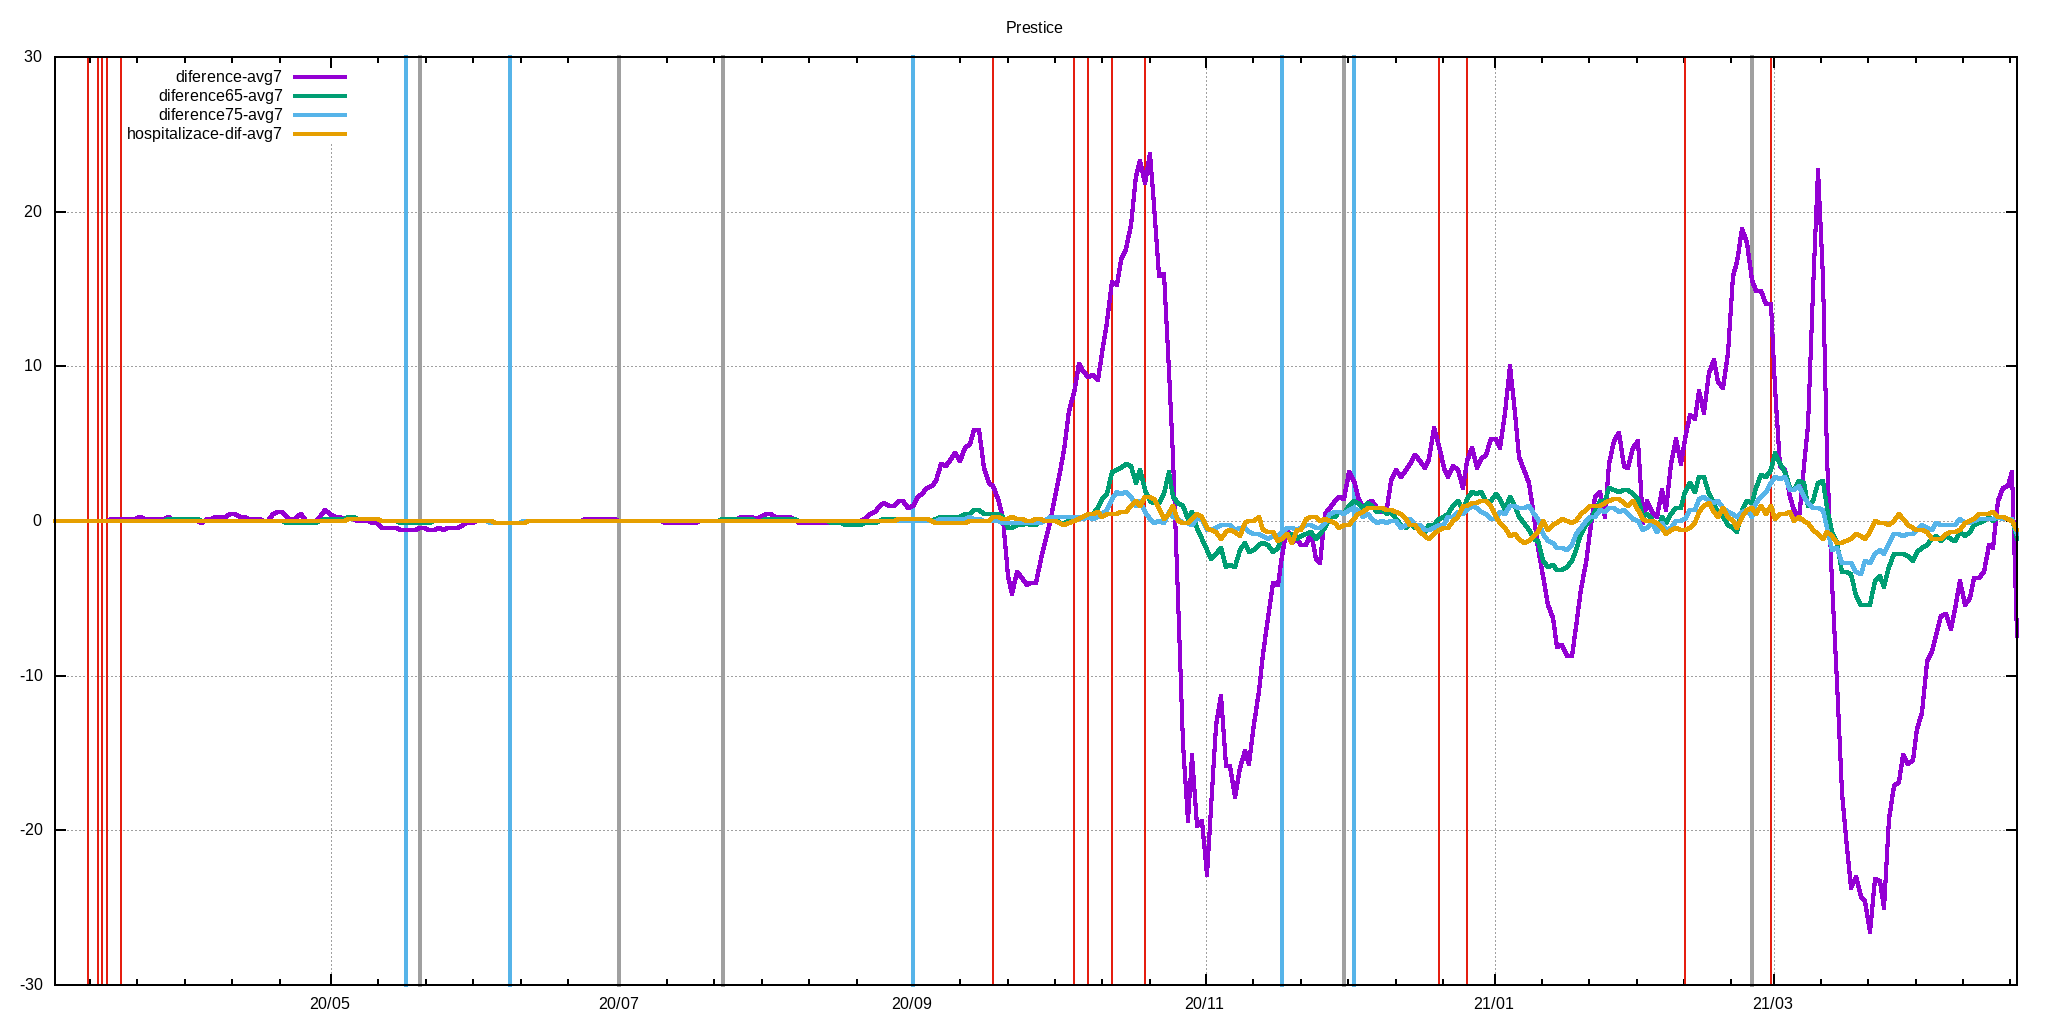 Prestice
30
20
10
0
-10
-20
-30
diference-avg7
diference65-avg7
diference75-avg7
hospitalizace-dif-avg7
20/05
20/07
20/09
20/11
21/01
21/03